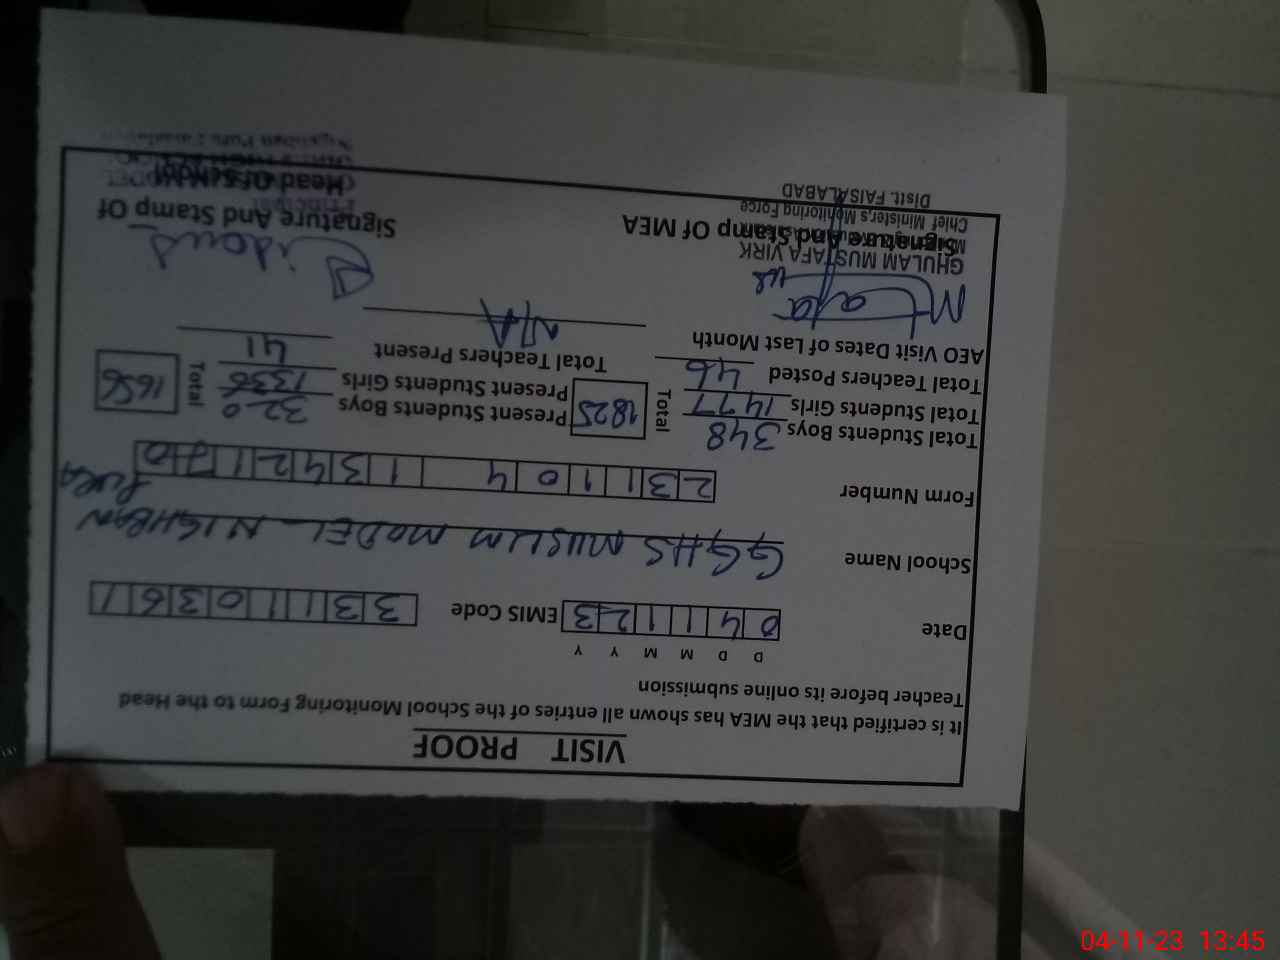 VISIT PROOF
It is certified that the MEA has shown all entries of the School Monitoring Form to the Head
Teacher before its online submission
D D M M Y Y
Date 0 4 1 1 2 3 EMIS Code 3 3 1 1 0 3 6 1
School Name GGHS MUSLIM MODEL NIGHBAN PURA
Form Number 2 3 1 1 0 4 1 3 4 2 1
Total Students Boys 348 Total 1825 Present Students Boys 320 Total 1656
Total Students Girls 1477 Present Students Girls 1336
Total Teachers Posted 46 Total Teachers Present 41
AEO Visit Dates of Last Month N/A
GHULAM MUSTAFA VIRK
Signature And Stamp Of MEA
Signature And Stamp Of
Head Of School
Chief Minister's Monitoring Force
Distt. FAISALABAD
Principal
04-11-23 13:45